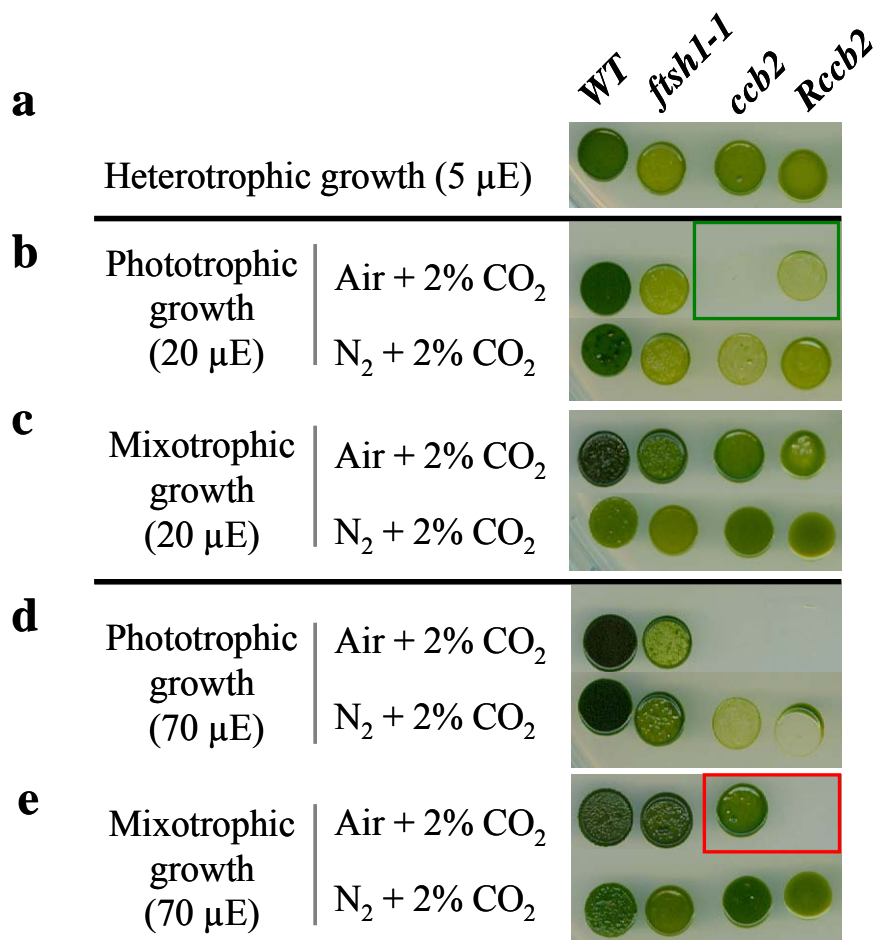 WT ftsh1-1 ccb2 Rccb2
a
Heterotrophic growth (5 µE)
b
Phototrophic
growth
(20 µE)
Air + 2% CO₂
N₂ + 2% CO₂
c
Mixotrophic
growth
(20 µE)
Air + 2% CO₂
N₂ + 2% CO₂
d
Phototrophic
growth
(70 µE)
Air + 2% CO₂
N₂ + 2% CO₂
e
Mixotrophic
growth
(70 µE)
Air + 2% CO₂
N₂ + 2% CO₂